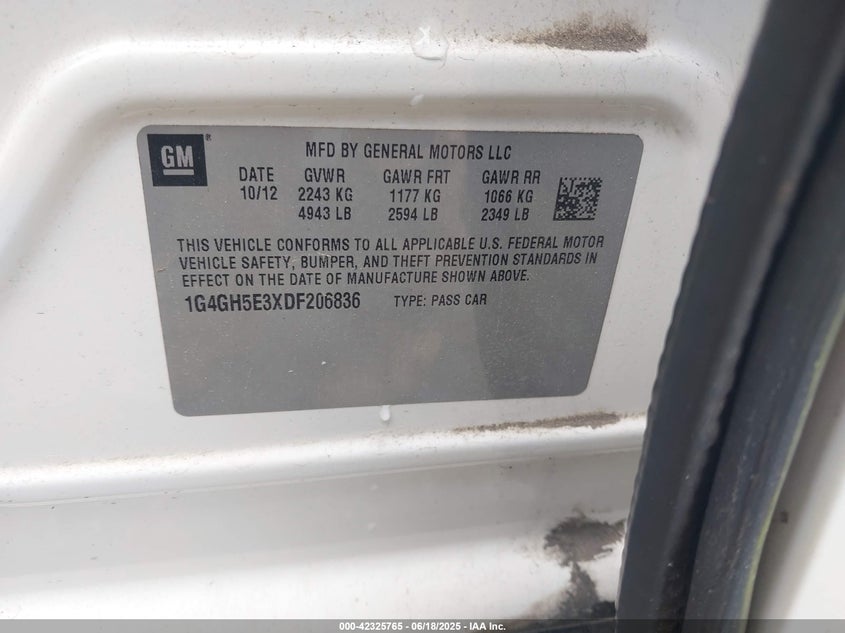 GM®
MFD BY GENERAL MOTORS LLC
DATE GVWR GAWR FRT GAWR RR
10/12 2243 KG 1177 KG 1066 KG
4943 LB 2594 LB 2349 LB
THIS VEHICLE CONFORMS TO ALL APPLICABLE U.S. FEDERAL MOTOR
VEHICLE SAFETY, BUMPER, AND THEFT PREVENTION STANDARDS IN
EFFECT ON THE DATE OF MANUFACTURE SHOWN ABOVE.
1G4GH5E3XDF206836 TYPE: PASS CAR
000-42325765 - 06/18/2025 - IAA Inc.